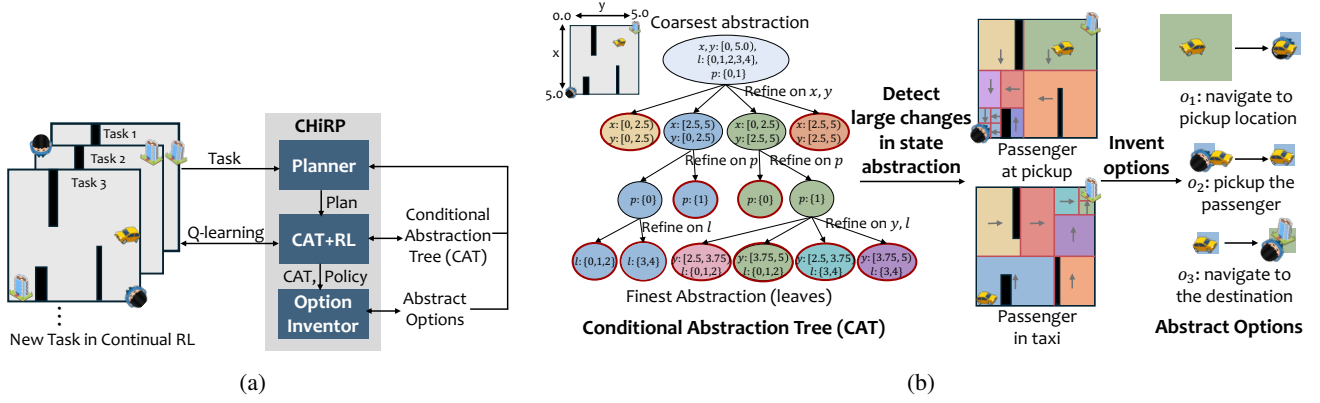 Task 1
Task 2
Task 3
⋮
New Task in Continual RL
Task
Q-learning
CHiRP
Planner
Plan
CAT+RL
CAT, Policy
Option
Inventor
Conditional
Abstraction
Tree (CAT)
Abstract
Options
(a)
y
0.0
5.0
x
5.0
Coarsest abstraction
x, y: [0, 5.0),
l: {0,1,2,3,4},
p: {0,1}
Refine on x, y
x: [0, 2.5)
y: [0, 2.5)
x: [2.5, 5)
y: [0, 2.5)
x: [0, 2.5)
y: [2.5, 5)
x: [2.5, 5)
y: [2.5, 5)
Refine on p
Refine on p
p: {0}
p: {1}
p: {0}
p: {1}
Refine on l
Refine on y, l
l: {0,1,2}
l: {3,4}
y: [2.5, 3.75)
l: {0,1,2}
y: [3.75, 5)
l: {0,1,2}
y: [2.5, 3.75
l: {3,4}
y: [3.75, 5)
l: {3,4}
Finest Abstraction (leaves)
Conditional Abstraction Tree (CAT)
Detect
large changes
in state
abstraction
Passenger
at pickup
Passenger
in taxi
Invent
options
o₁: navigate to
pickup location
o₂: pickup the
passenger
o₃: navigate to
the destination
Abstract Options
(b)